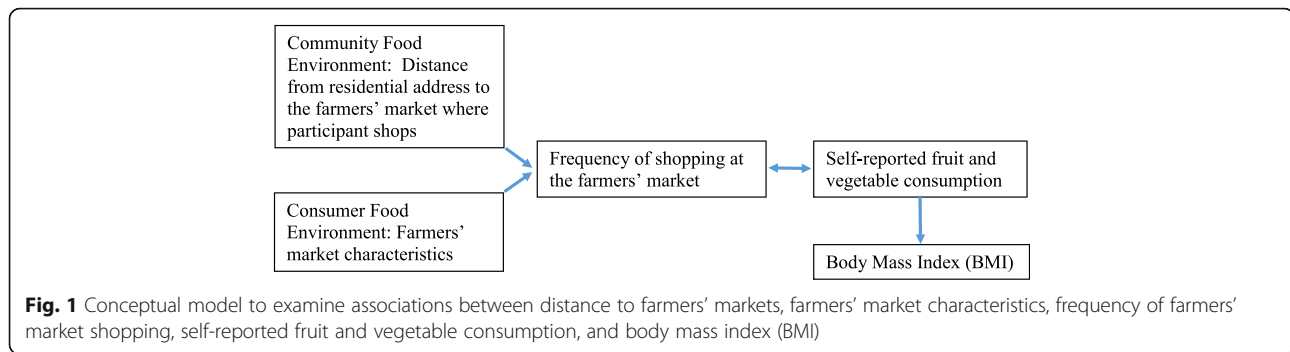 Community Food
Environment: Distance
from residential address to
the farmers' market where
participant shops
Consumer Food
Environment: Farmers'
market characteristics
Frequency of shopping at
the farmers' market
Self-reported fruit and
vegetable consumption
Body Mass Index (BMI)
Fig. 1 Conceptual model to examine associations between distance to farmers' markets, farmers' market characteristics, frequency of farmers'
market shopping, self-reported fruit and vegetable consumption, and body mass index (BMI)